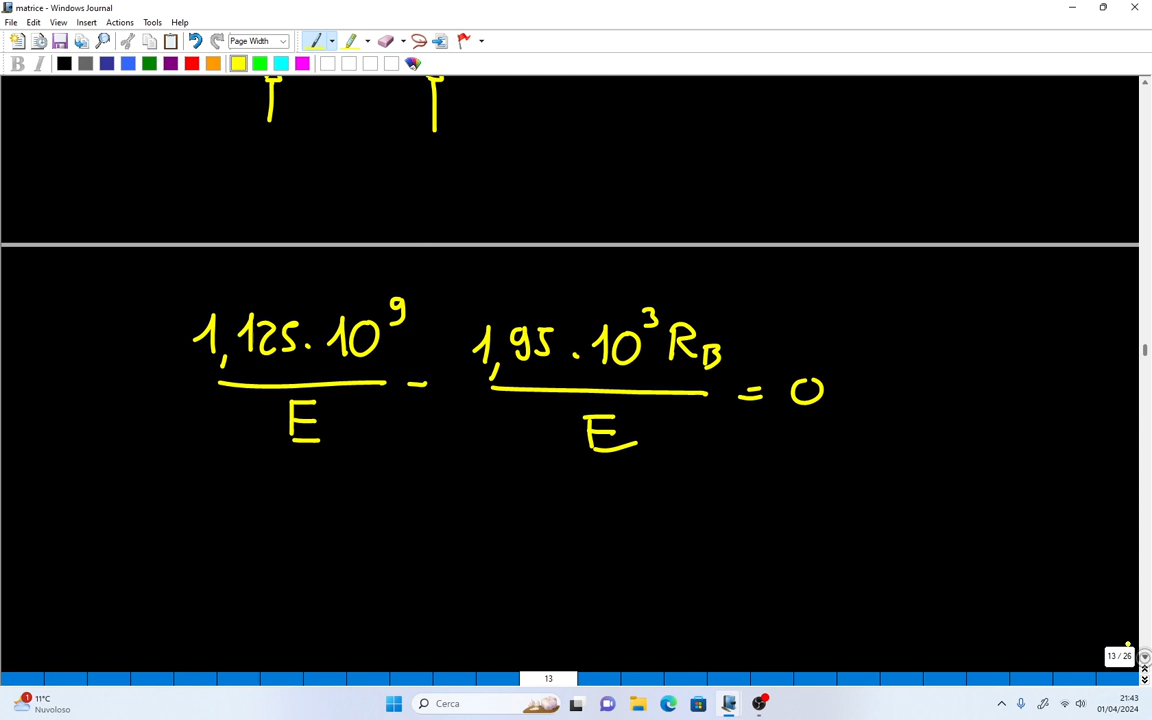 matrice - Windows Journal
File Edit View Insert Actions Tools Help
Page Width
B I
1,125·10⁹ / E - 1,95·10³ R_B / E = 0
13
13 / 26
1
11°C
Nuvoloso
Cerca
21:43
01/04/2024